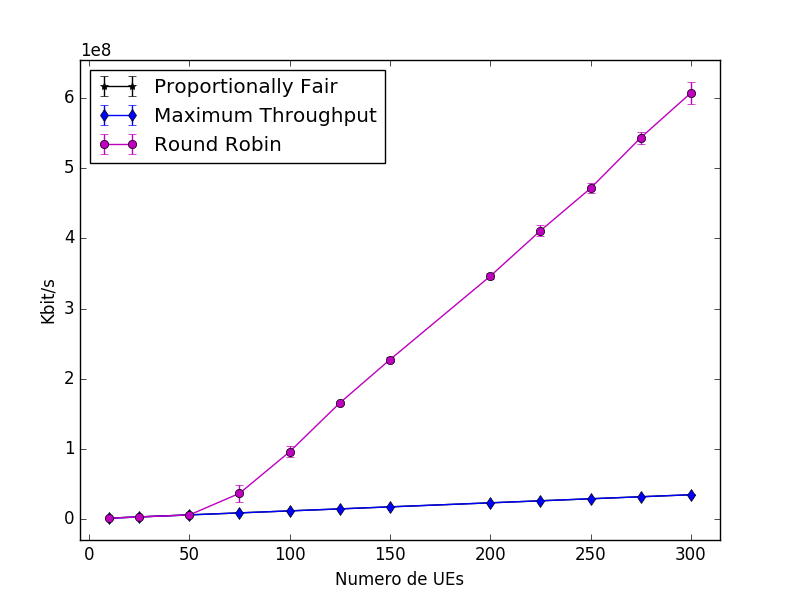 1e8
Proportionally Fair
Maximum Throughput
Round Robin
6
5
4
3
2
1
0
Kbit/s
0 50 100 150 200 250 300
Numero de UEs